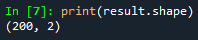 In [7]: print(result.shape)
(200, 2)